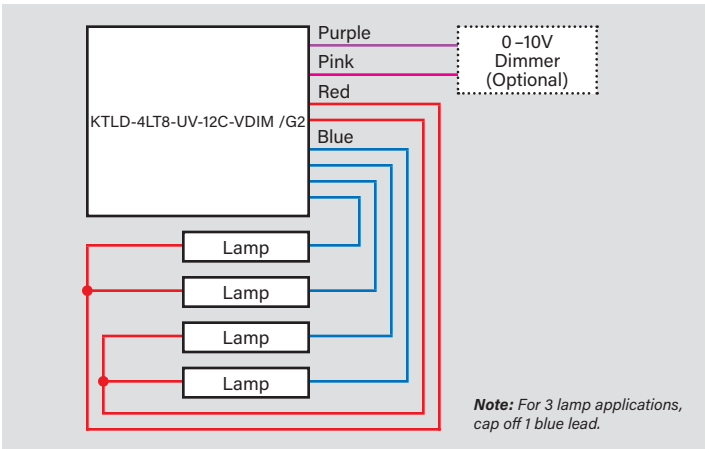 Purple
0–10V
Dimmer
(Optional)
Pink
Red
KTLD-4LT8-UV-12C-VDIM /G2
Blue
Lamp
Lamp
Lamp
Lamp
Note: For 3 lamp applications,
cap off 1 blue lead.